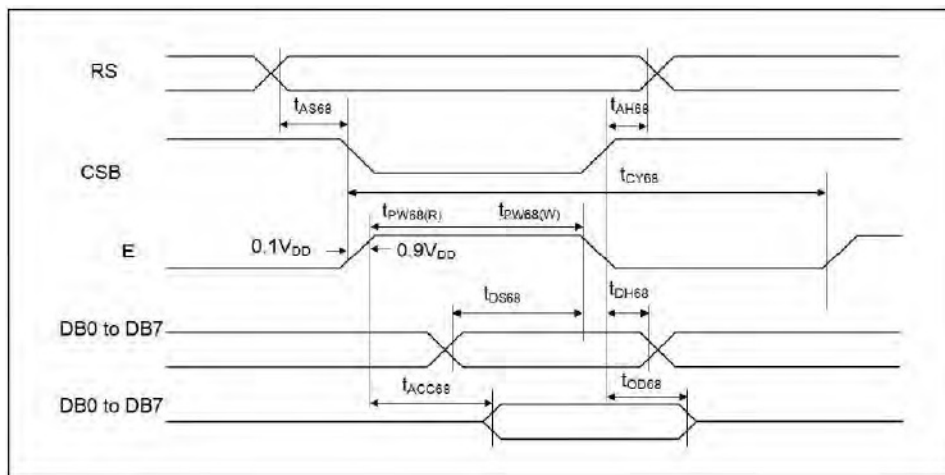 RS
tAS68
tAH68
CSB
tCY68
tPW68(R)
tPW68(W)
E
0.1VDD
0.9VDD
tDS68
tDH68
DB0 to DB7
tACC68
tOD68
DB0 to DB7